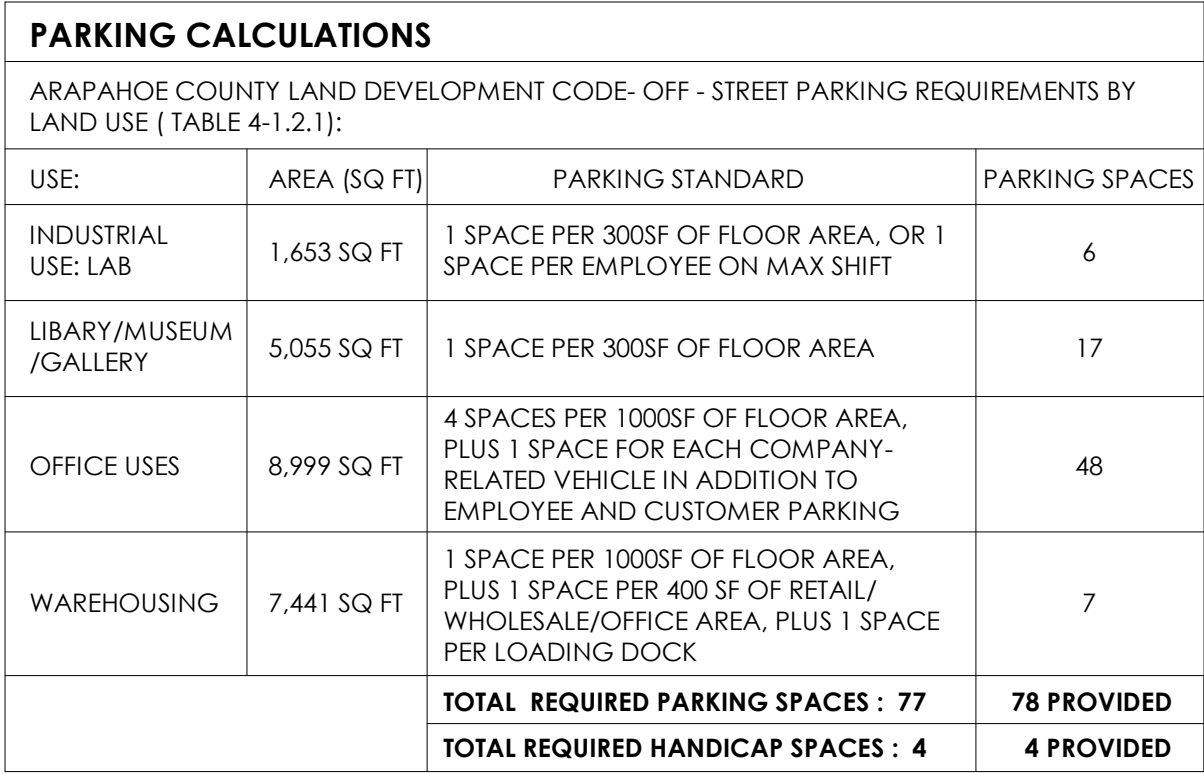 PARKING CALCULATIONS
ARAPAHOE COUNTY LAND DEVELOPMENT CODE- OFF - STREET PARKING REQUIREMENTS BY
LAND USE ( TABLE 4-1.2.1):
USE:
AREA (SQ FT)
PARKING STANDARD
PARKING SPACES
INDUSTRIAL
USE: LAB
1,653 SQ FT
1 SPACE PER 300SF OF FLOOR AREA, OR 1
SPACE PER EMPLOYEE ON MAX SHIFT
6
LIBARY/MUSEUM
/GALLERY
5,055 SQ FT
1 SPACE PER 300SF OF FLOOR AREA
17
OFFICE USES
8,999 SQ FT
4 SPACES PER 1000SF OF FLOOR AREA,
PLUS 1 SPACE FOR EACH COMPANY-
RELATED VEHICLE IN ADDITION TO
EMPLOYEE AND CUSTOMER PARKING
48
WAREHOUSING
7,441 SQ FT
1 SPACE PER 1000SF OF FLOOR AREA,
PLUS 1 SPACE PER 400 SF OF RETAIL/
WHOLESALE/OFFICE AREA, PLUS 1 SPACE
PER LOADING DOCK
7
TOTAL REQUIRED PARKING SPACES : 77
78 PROVIDED
TOTAL REQUIRED HANDICAP SPACES : 4
4 PROVIDED